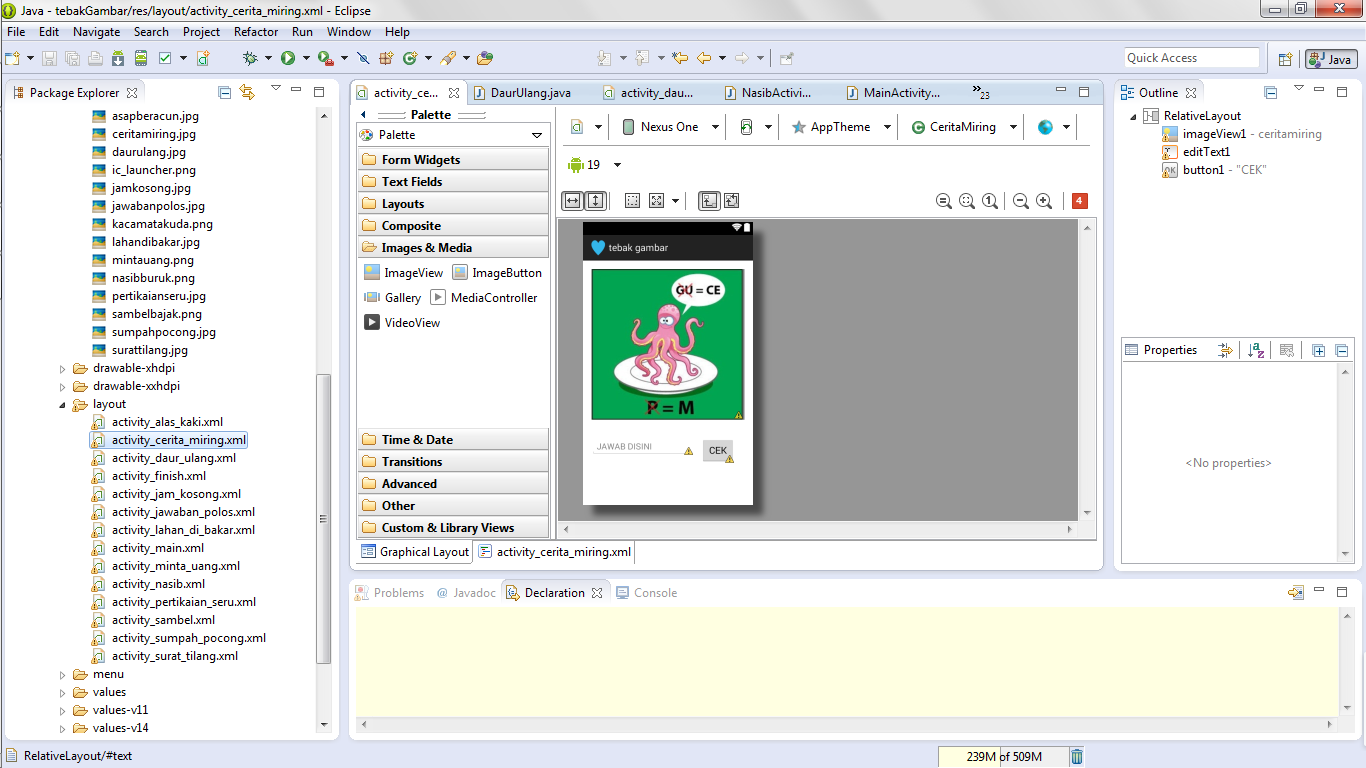 Java - tebakGambar/res/layout/activity_cerita_miring.xml - Eclipse
File Edit Navigate Search Project Refactor Run Window Help
Quick Access
Java
Package Explorer
asapberacun.jpg
ceritamiring.jpg
daurulang.jpg
ic_launcher.png
jamkosong.jpg
jawabanpolos.jpg
kacamatakuda.png
lahandibakar.jpg
mintauang.png
nasibburuk.png
pertikaianseru.jpg
sambelbajak.png
sumpahpocong.jpg
surattilang.jpg
drawable-xhdpi
drawable-xxhdpi
layout
activity_alas_kaki.xml
activity_cerita_miring.xml
activity_daur_ulang.xml
activity_finish.xml
activity_jam_kosong.xml
activity_jawaban_polos.xml
activity_lahan_di_bakar.xml
activity_main.xml
activity_minta_uang.xml
activity_nasib.xml
activity_pertikaian_seru.xml
activity_sambel.xml
activity_sumpah_pocong.xml
activity_surat_tilang.xml
menu
values
values-v11
values-v14
activity_ce... DaurUlang.java activity_dau... NasibActivi... MainActivity... 23
Palette
Palette
Form Widgets
Text Fields
Layouts
Composite
Images & Media
ImageView ImageButton
Gallery MediaController
VideoView
Time & Date
Transitions
Advanced
Other
Custom & Library Views
Nexus One AppTheme CeritaMiring
19
4
tebak gambar
GU = CE
P = M
JAWAB DISINI CEK
Graphical Layout activity_cerita_miring.xml
Outline
RelativeLayout
imageView1 - ceritamiring
editText1
button1 - "CEK"
Properties
<No properties>
Problems @ Javadoc Declaration Console
RelativeLayout/#text
239M of 509M